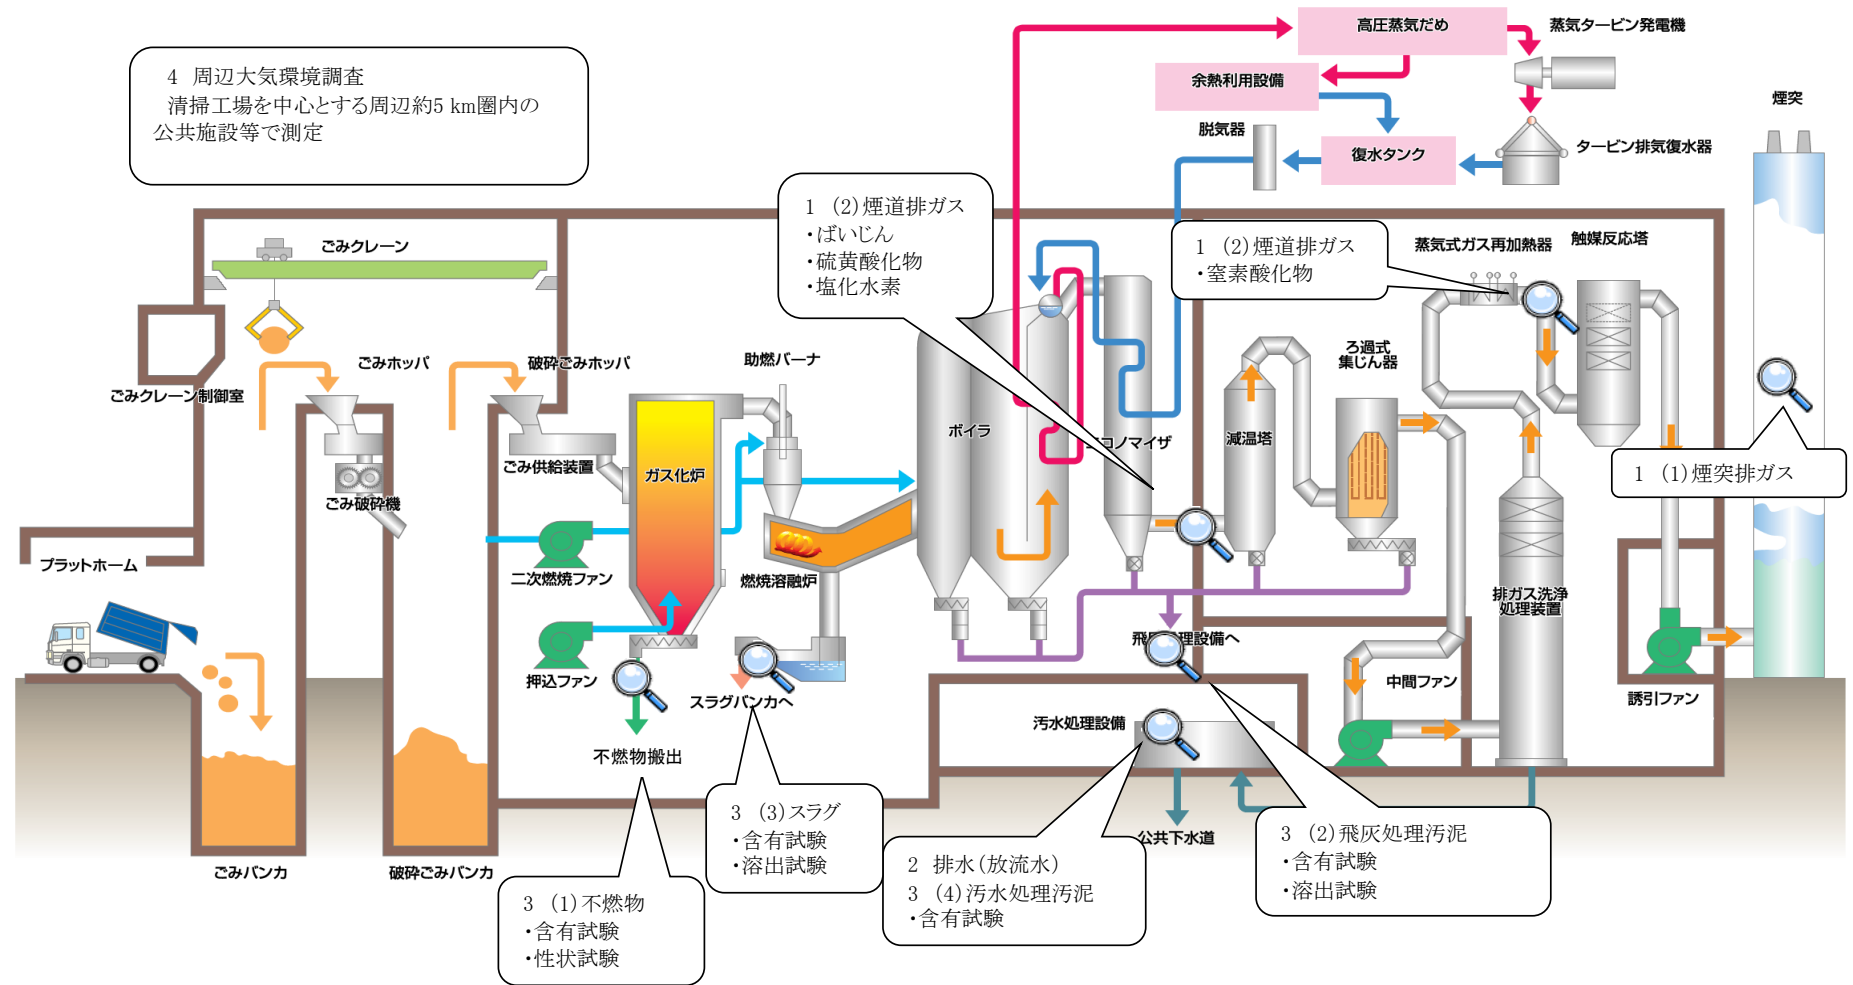 4 周辺大気環境調査
清掃工場を中心とする周辺約5 km圏内の
公共施設等で測定
高圧蒸気だめ
蒸気タービン発電機
余熱利用設備
煙突
脱気器
復水タンク
タービン排気復水器
1 (2)煙道排ガス
・ばいじん
・硫黄酸化物
・塩化水素
1 (2)煙道排ガス
・窒素酸化物
蒸気式ガス再加熱器
触媒反応塔
ごみクレーン
ごみクレーン制御室
ごみホッパ
破砕ごみホッパ
助燃バーナ
ろ過式
集じん器
ボイラ
コノマイザ
減温塔
ごみ供給装置
ガス化炉
ごみ破砕機
1 (1)煙突排ガス
プラットホーム
二次燃焼ファン
燃焼溶融炉
排ガス洗浄
処理装置
飛灰処理設備へ
押込ファン
スラグバンカへ
中間ファン
誘引ファン
汚水処理設備
不燃物搬出
3 (3)スラグ
・含有試験
・溶出試験
公共下水道
3 (2)飛灰処理汚泥
・含有試験
・溶出試験
2 排水(放流水)
3 (4)汚水処理汚泥
・含有試験
ごみバンカ
破砕ごみバンカ
3 (1)不燃物
・含有試験
・性状試験